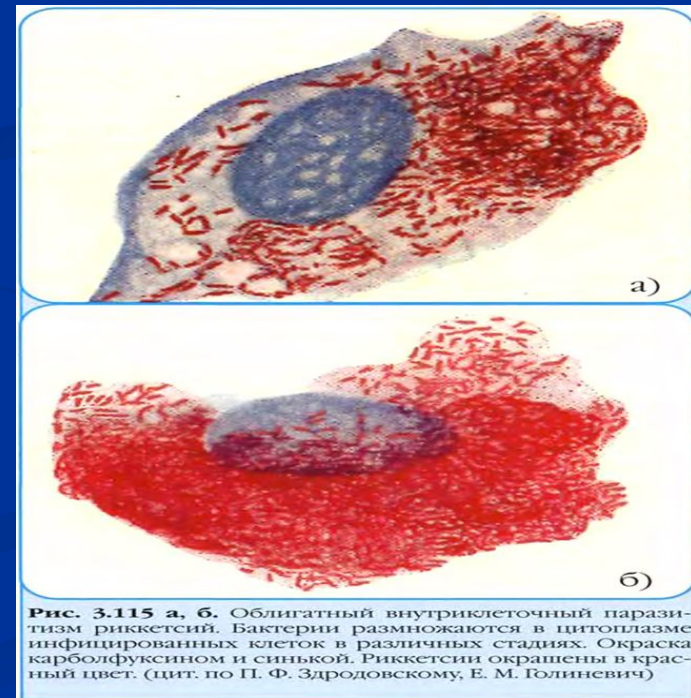 а)
б)
Рис. 3.115 а, б. Облигатный внутриклеточный парази-
тизм риккетсий. Бактерии размножаются в цитоплазме
инфицированных клеток в различных стадиях. Окраска
карболфуксином и синькой. Риккетсии окрашены в крас-
ный цвет. (цит. по П. Ф. Здродовскому, Е. М. Голиневич)